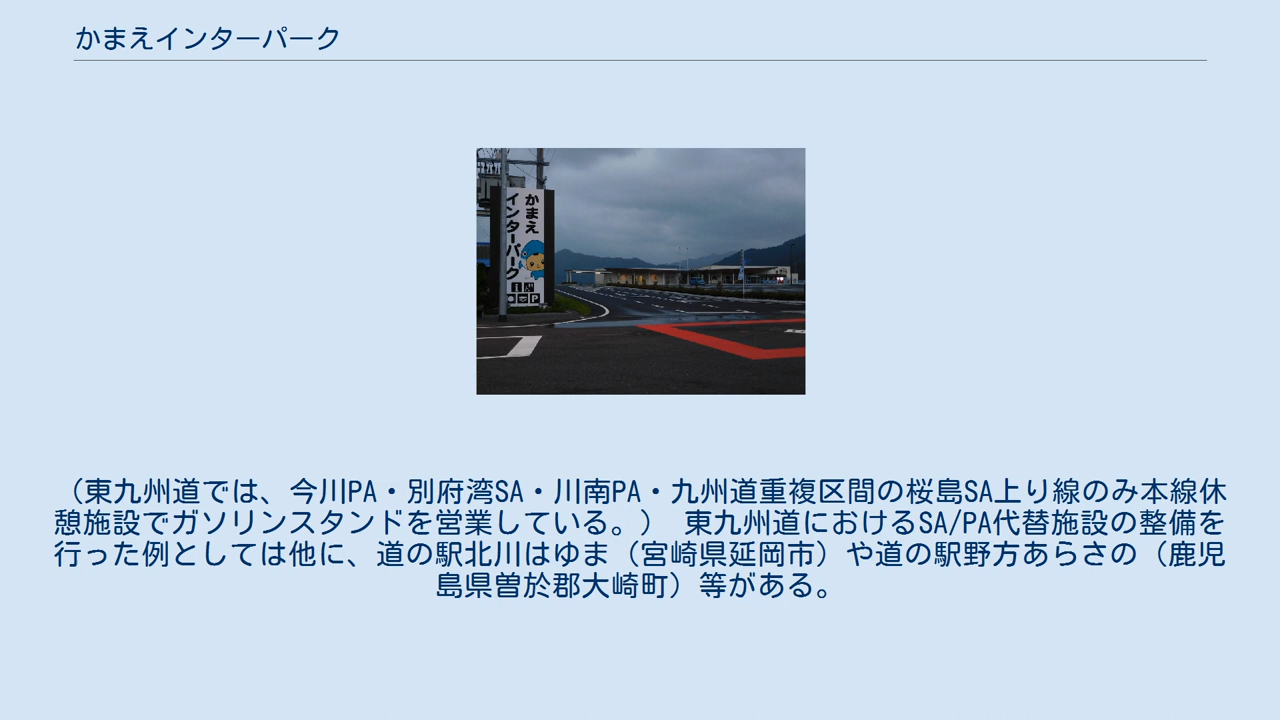 かまえインターパーク
かまえ
インターパーク
P
（東九州道では、今川PA・別府湾SA・川南PA・九州道重複区間の桜島SA上り線のみ本線休
憩施設でガソリンスタンドを営業している。） 東九州道におけるSA/PA代替施設の整備を
行った例としては他に、道の駅北川はゆま（宮崎県延岡市）や道の駅野方あらさの（鹿児
島県曽於郡大崎町）等がある。